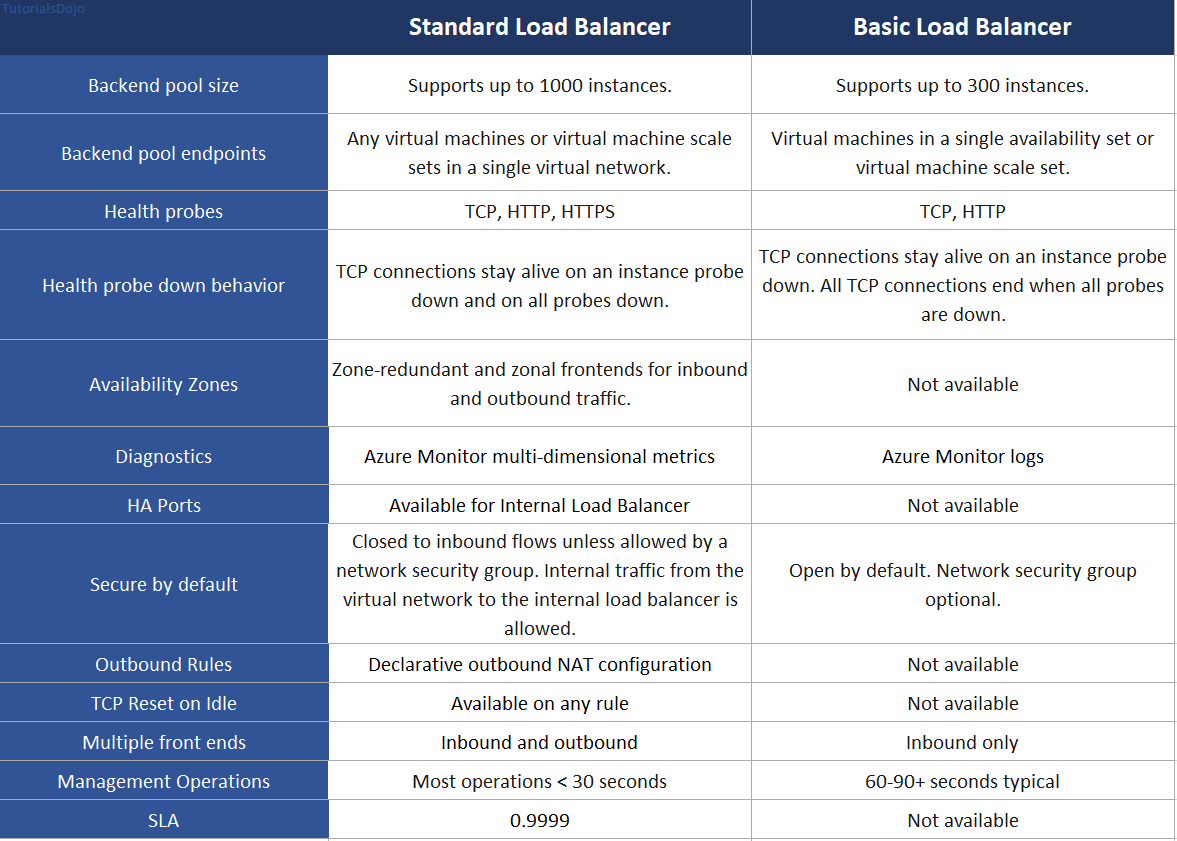 TutorialsDojo
Standard Load Balancer
Basic Load Balancer
Backend pool size
Supports up to 1000 instances.
Supports up to 300 instances.
Backend pool endpoints
Any virtual machines or virtual machine scale
sets in a single virtual network.
Virtual machines in a single availability set or
virtual machine scale set.
Health probes
TCP, HTTP, HTTPS
TCP, HTTP
Health probe down behavior
TCP connections stay alive on an instance probe
down and on all probes down.
TCP connections stay alive on an instance probe
down. All TCP connections end when all probes
are down.
Availability Zones
Zone-redundant and zonal frontends for inbound
and outbound traffic.
Not available
Diagnostics
Azure Monitor multi-dimensional metrics
Azure Monitor logs
HA Ports
Available for Internal Load Balancer
Not available
Secure by default
Closed to inbound flows unless allowed by a
network security group. Internal traffic from the
virtual network to the internal load balancer is
allowed.
Open by default. Network security group
optional.
Outbound Rules
Declarative outbound NAT configuration
Not available
TCP Reset on Idle
Available on any rule
Not available
Multiple front ends
Inbound and outbound
Inbound only
Management Operations
Most operations < 30 seconds
60-90+ seconds typical
SLA
0.9999
Not available